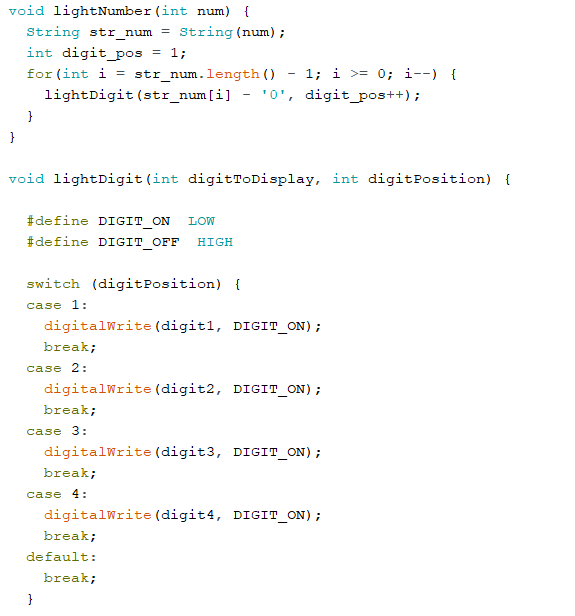 void lightNumber(int num) {
  String str_num = String(num);
  int digit_pos = 1;
  for(int i = str_num.length() - 1; i >= 0; i--) {
    lightDigit(str_num[i] - '0', digit_pos++);
  }
}

void lightDigit(int digitToDisplay, int digitPosition) {

  #define DIGIT_ON  LOW
  #define DIGIT_OFF  HIGH

  switch (digitPosition) {
  case 1:
    digitalWrite(digit1, DIGIT_ON);
    break;
  case 2:
    digitalWrite(digit2, DIGIT_ON);
    break;
  case 3:
    digitalWrite(digit3, DIGIT_ON);
    break;
  case 4:
    digitalWrite(digit4, DIGIT_ON);
    break;
  default:
    break;
  }